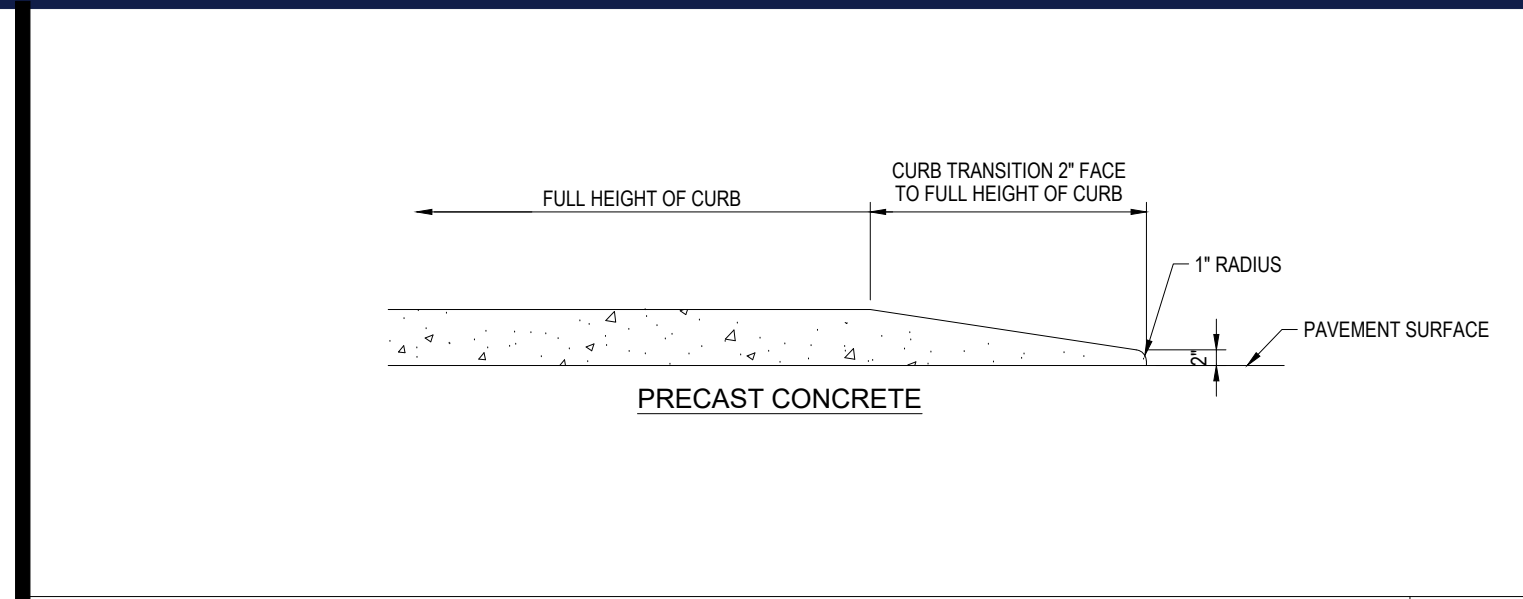 CURB TRANSITION 2" FACE
TO FULL HEIGHT OF CURB
FULL HEIGHT OF CURB
1" RADIUS
PAVEMENT SURFACE
2"
PRECAST CONCRETE